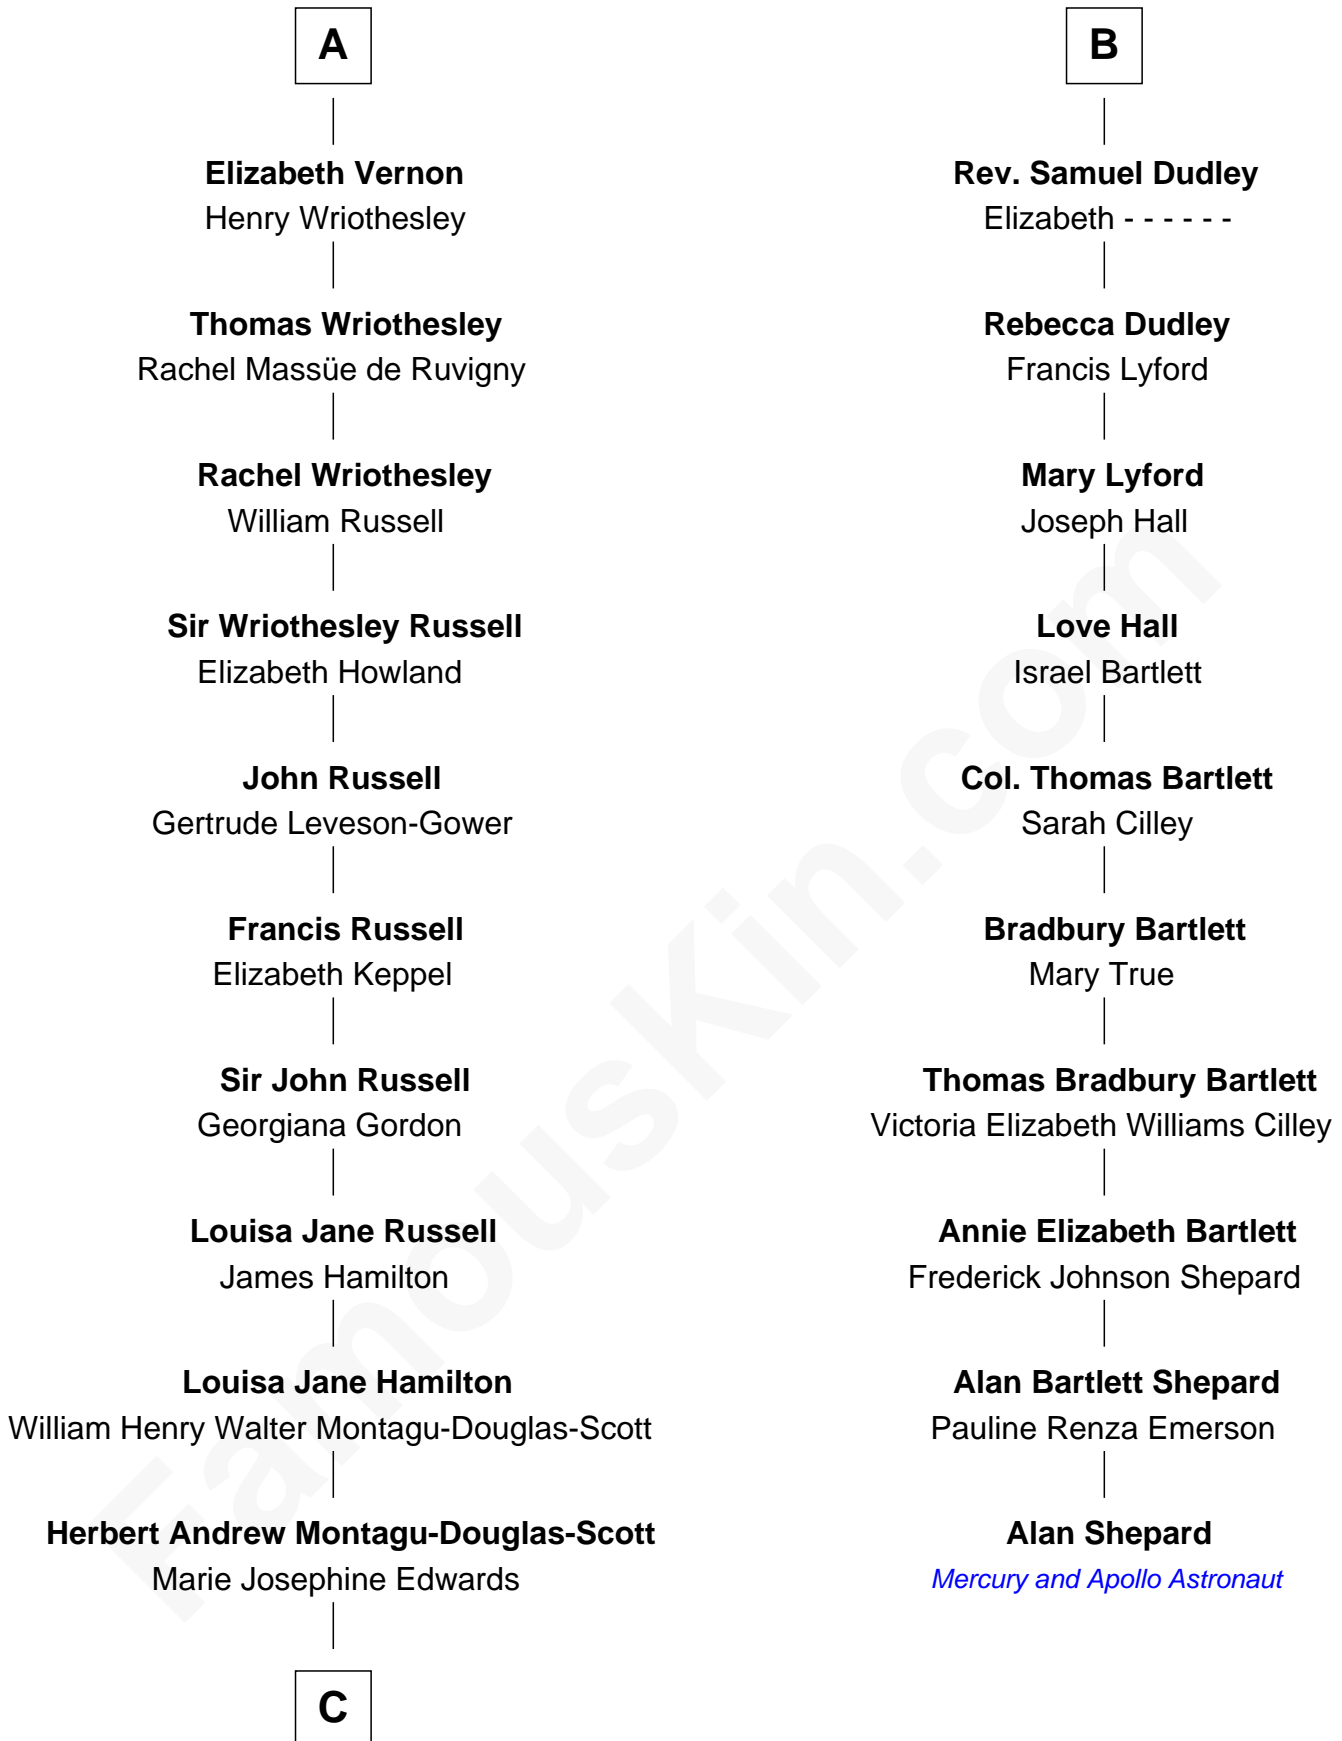 A
Elizabeth Vernon
Henry Wriothesley
Thomas Wriothesley
Rachel Massüe de Ruvigny
Rachel Wriothesley
William Russell
Sir Wriothesley Russell
Elizabeth Howland
John Russell
Gertrude Leveson-Gower
Francis Russell
Elizabeth Keppel
Sir John Russell
Georgiana Gordon
Louisa Jane Russell
James Hamilton
Louisa Jane Hamilton
William Henry Walter Montagu-Douglas-Scott
Herbert Andrew Montagu-Douglas-Scott
Marie Josephine Edwards
C
B
Rev. Samuel Dudley
Elizabeth - - - - - -
Rebecca Dudley
Francis Lyford
Mary Lyford
Joseph Hall
Love Hall
Israel Bartlett
Col. Thomas Bartlett
Sarah Cilley
Bradbury Bartlett
Mary True
Thomas Bradbury Bartlett
Victoria Elizabeth Williams Cilley
Annie Elizabeth Bartlett
Frederick Johnson Shepard
Alan Bartlett Shepard
Pauline Renza Emerson
Alan Shepard
Mercury and Apollo Astronaut
FamousKin.com